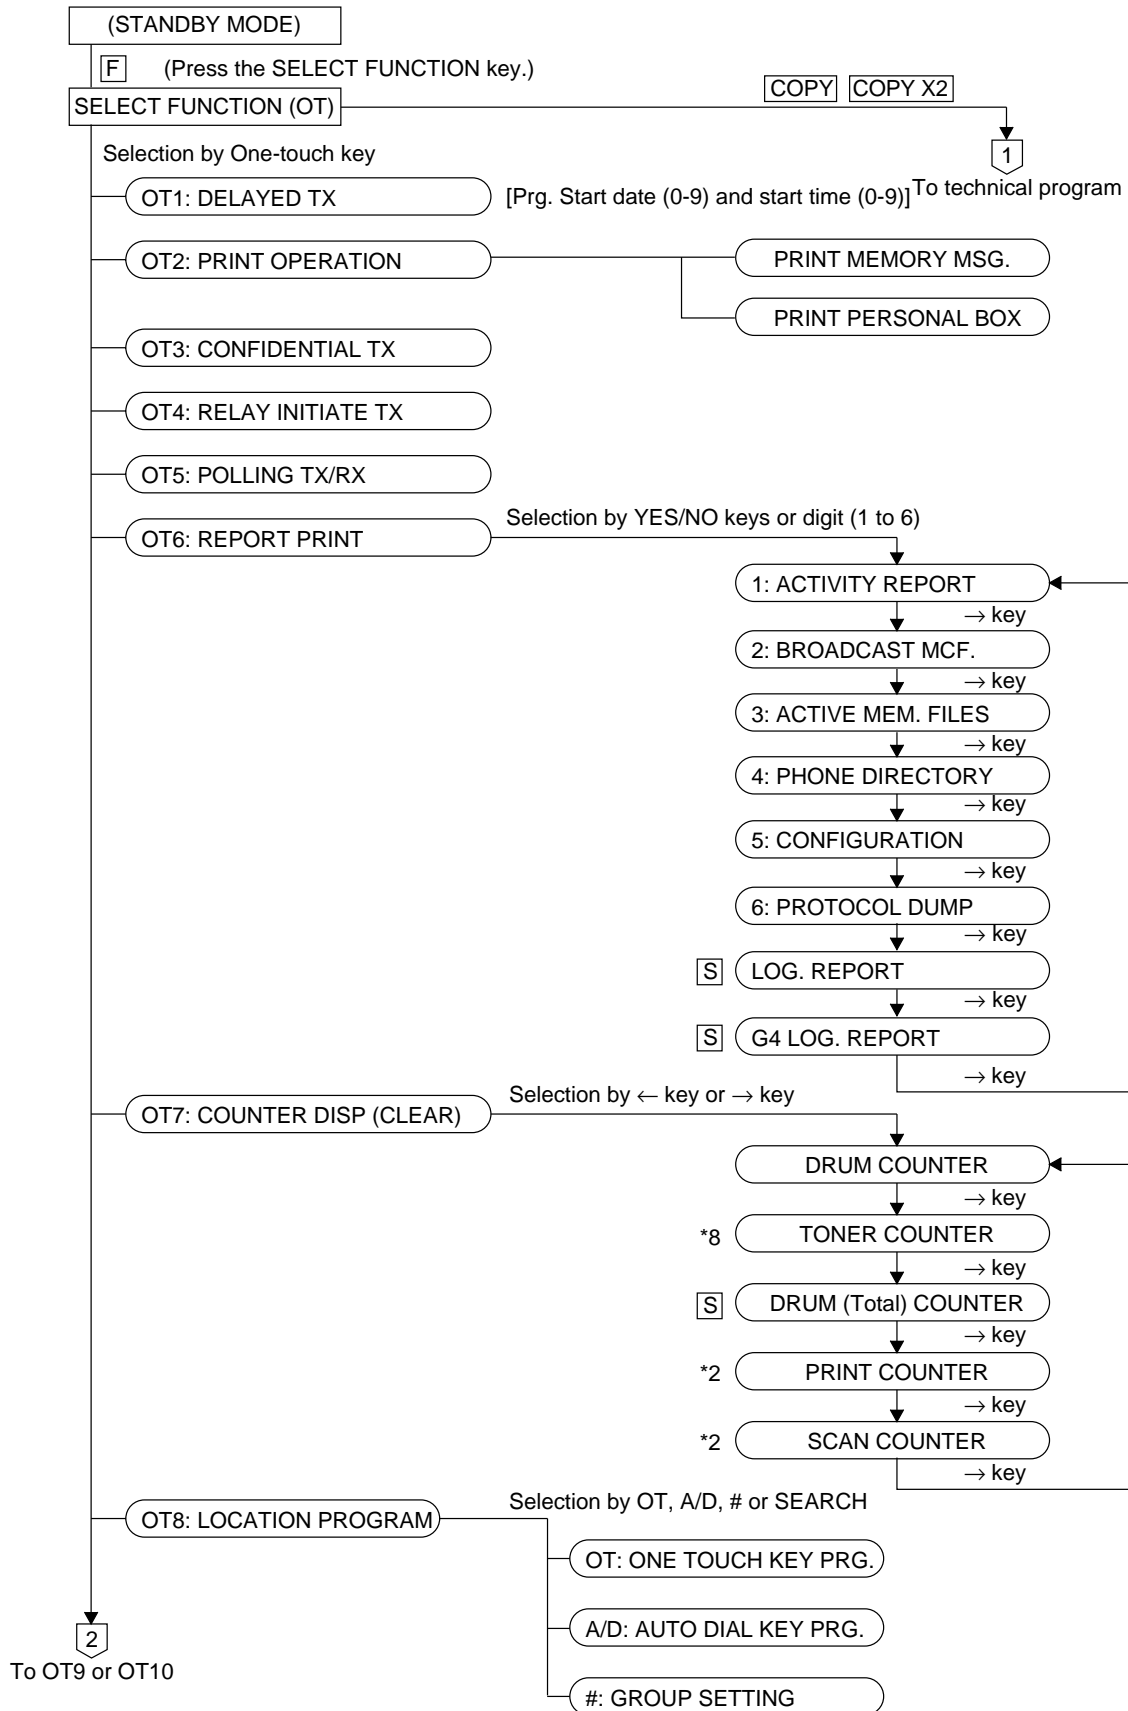 (STANDBY MODE)
F (Press the SELECT FUNCTION key.)
COPY COPY X2
SELECT FUNCTION (OT)
1
To technical program
Selection by One-touch key
OT1: DELAYED TX [Prg. Start date (0-9) and start time (0-9)]
OT2: PRINT OPERATION
PRINT MEMORY MSG.
PRINT PERSONAL BOX
OT3: CONFIDENTIAL TX
OT4: RELAY INITIATE TX
OT5: POLLING TX/RX
OT6: REPORT PRINT
Selection by YES/NO keys or digit (1 to 6)
1: ACTIVITY REPORT
→ key
2: BROADCAST MCF.
→ key
3: ACTIVE MEM. FILES
→ key
4: PHONE DIRECTORY
→ key
5: CONFIGURATION
→ key
6: PROTOCOL DUMP
→ key
S LOG. REPORT
→ key
S G4 LOG. REPORT
→ key
OT7: COUNTER DISP (CLEAR)
Selection by ← key or → key
DRUM COUNTER
→ key
*8 TONER COUNTER
→ key
S DRUM (Total) COUNTER
→ key
*2 PRINT COUNTER
→ key
*2 SCAN COUNTER
→ key
OT8: LOCATION PROGRAM
Selection by OT, A/D, # or SEARCH
OT: ONE TOUCH KEY PRG.
A/D: AUTO DIAL KEY PRG.
#: GROUP SETTING
2
To OT9 or OT10